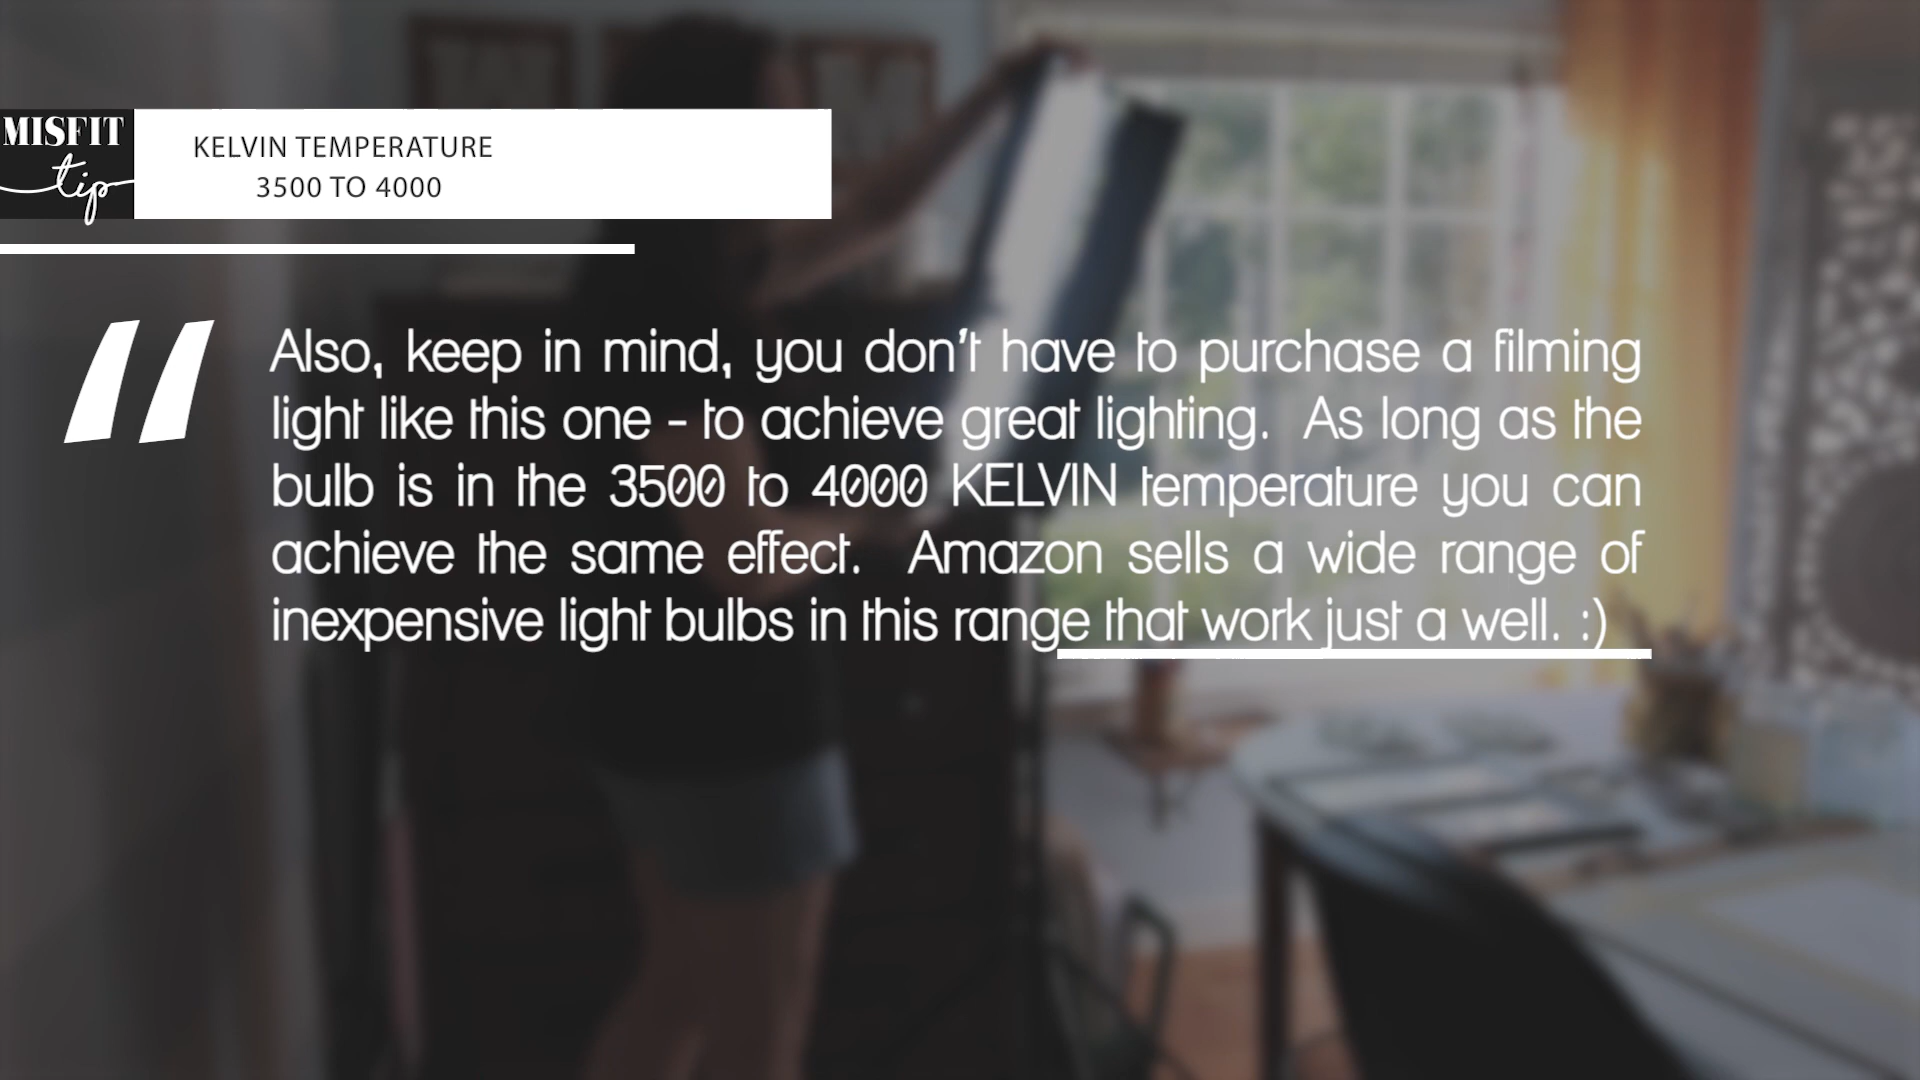 MISFIT
tip
KELVIN TEMPERATURE
3500 TO 4000
“
Also, keep in mind, you don't have to purchase a filming
light like this one - to achieve great lighting.  As long as the
bulb is in the 3500 to 4000 KELVIN temperature you can
achieve the same effect.  Amazon sells a wide range of
inexpensive light bulbs in this range that work just a well. :)